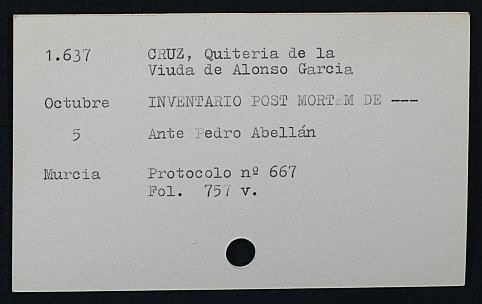 1.637 CRUZ, Quiteria de la
Viuda de Alonso Garcia
Octubre INVENTARIO POST MORTEM DE ---
5 Ante Pedro Abellán
Murcia Protocolo nº 667
Fol. 757 v.